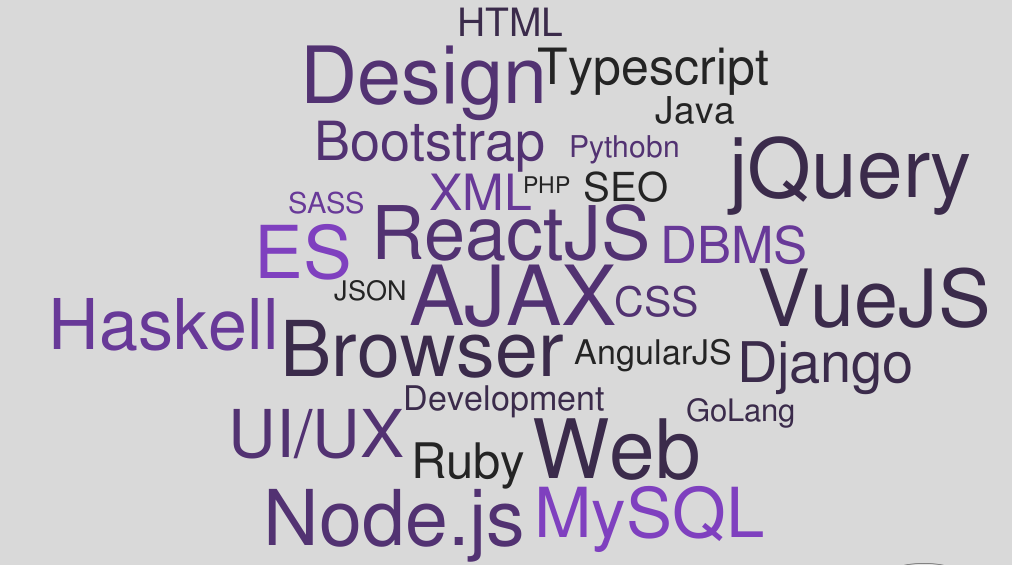 HTML
Design Typescript
Java
Bootstrap Pythobn jQuery
SASS XML PHP SEO
ES ReactJS DBMS
JSON AJAX CSS VueJS
Haskell Browser AngularJS Django
Development GoLang
UI/UX Ruby Web
Node.js MySQL